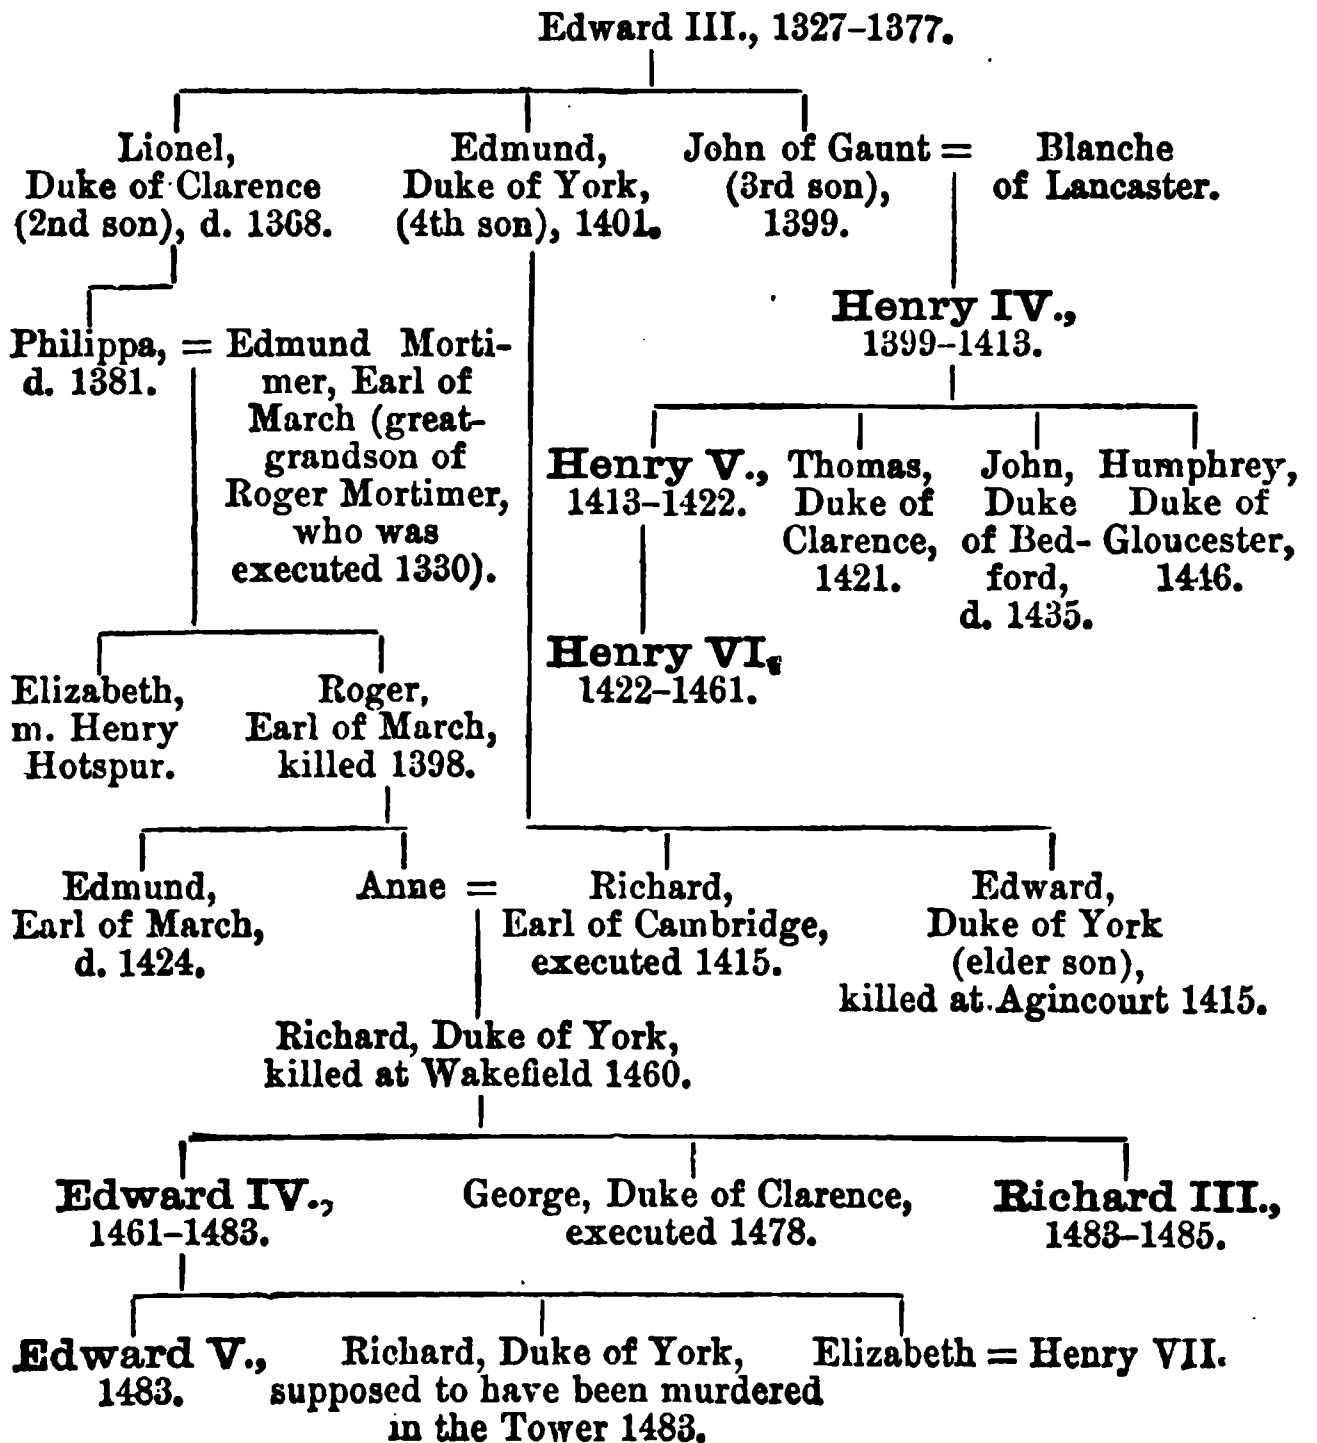 Edward III., 1327–1377.
Lionel,
Duke of Clarence
(2nd son), d. 1368.
Edmund,
Duke of York,
(4th son), 1401.
John of Gaunt =
(3rd son),
1399.
Blanche
of Lancaster.
Henry IV.,
1399–1413.
Philippa, =
d. 1381.
Edmund Morti-
mer, Earl of
March (great-
grandson of
Roger Mortimer,
who was
executed 1330).
Henry V.,
1413–1422.
Thomas,
Duke of
Clarence,
1421.
John,
Duke
of Bed-
ford,
d. 1435.
Humphrey,
Duke of
Gloucester,
1446.
Henry VI.
1422–1461.
Elizabeth,
m. Henry
Hotspur.
Roger,
Earl of March,
killed 1398.
Edmund,
Earl of March,
d. 1424.
Anne =
Richard,
Earl of Cambridge,
executed 1415.
Edward,
Duke of York
(elder son),
killed at Agincourt 1415.
Richard, Duke of York,
killed at Wakefield 1460.
Edward IV.,
1461–1483.
George, Duke of Clarence,
executed 1478.
Richard III.,
1483–1485.
Edward V.,
1483.
Richard, Duke of York,
supposed to have been murdered
in the Tower 1483.
Elizabeth = Henry VII.